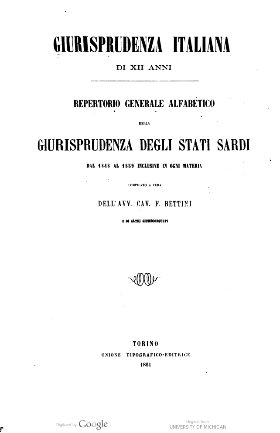 GIURISPRUDENZA ITALIANA
DI XII ANNI
REPERTORIO GENERALE ALFABETICO
DELLA
GIURISPRUDENZA DEGLI STATI SARDI
DAL 1848 AL 1859 INCLUSIVE IN OGNI MATERIA
COMPILATO A CURA
DELL'AVV. CAV. F. BETTINI
E DI ALTRI GIURECONSULTI
TORINO
UNIONE TIPOGRAFICO-EDITRICE
1861
Digitized by Google
Original from
UNIVERSITY OF MICHIGAN